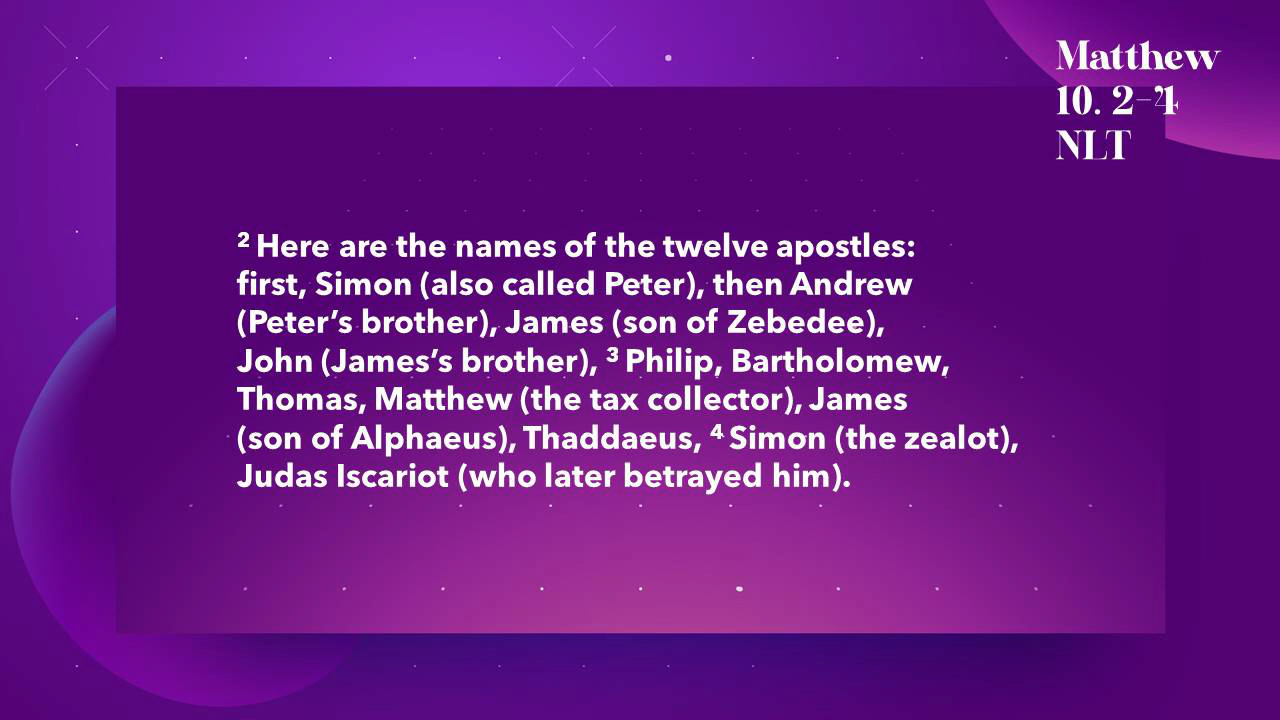 Matthew
10. 2-4
NLT
² Here are the names of the twelve apostles:
first, Simon (also called Peter), then Andrew
(Peter’s brother), James (son of Zebedee),
John (James’s brother), ³ Philip, Bartholomew,
Thomas, Matthew (the tax collector), James
(son of Alphaeus), Thaddaeus, ⁴ Simon (the zealot),
Judas Iscariot (who later betrayed him).